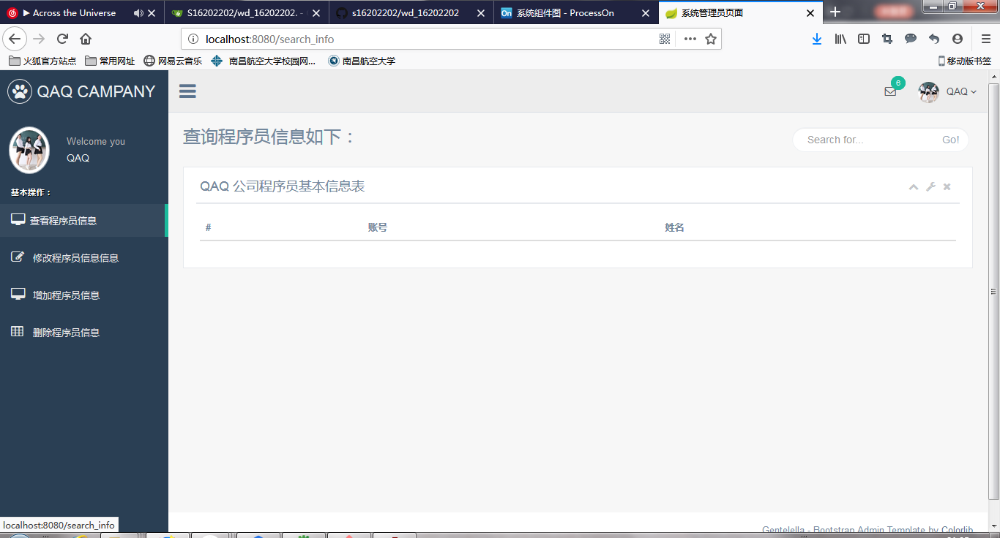 Across the Universe
S16202202/wd_16202202. -
s16202202/wd_16202202
系统组件图 - ProcessOn
系统管理员页面
localhost:8080/search_info
火狐官方站点
常用网址
网易云音乐
南昌航空大学校园网...
南昌航空大学
移动版书签
QAQ CAMPANY
6
QAQ
Welcome you
QAQ
基本操作：
查看程序员信息
修改程序员信息信息
增加程序员信息
删除程序员信息
查询程序员信息如下：
Search for...
Go!
QAQ 公司程序员基本信息表
#
账号
姓名
localhost:8080/search_info
Gentelella - Bootstrap Admin Template by Colorlib